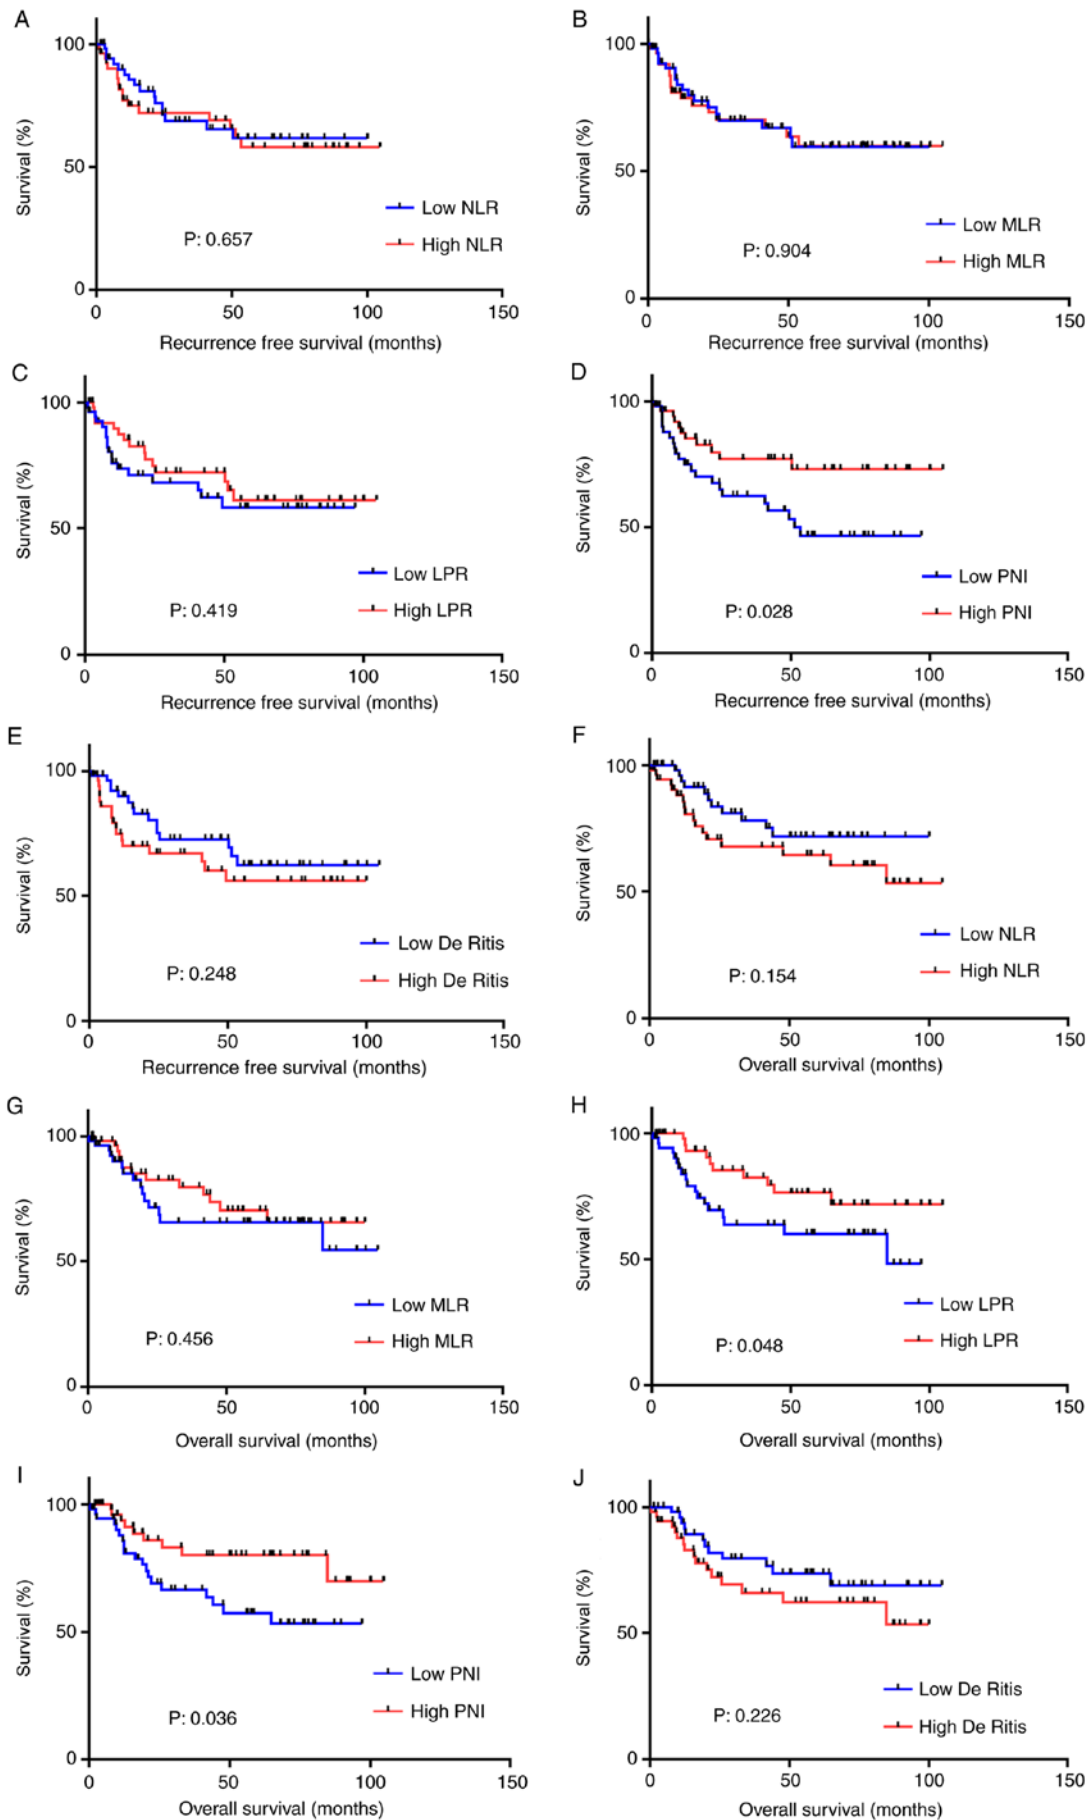 A
100
50
0
Survival (%)
Low NLR
High NLR
P: 0.657
0 50 100 150
Recurrence free survival (months)
B
100
50
0
Survival (%)
Low MLR
High MLR
P: 0.904
0 50 100 150
Recurrence free survival (months)
C
100
50
0
Survival (%)
Low LPR
High LPR
P: 0.419
0 50 100 150
Recurrence free survival (months)
D
100
50
0
Survival (%)
Low PNI
High PNI
P: 0.028
0 50 100 150
Recurrence free survival (months)
E
100
50
0
Survival (%)
Low De Ritis
High De Ritis
P: 0.248
0 50 100 150
Recurrence free survival (months)
F
100
50
0
Survival (%)
Low NLR
High NLR
P: 0.154
0 50 100 150
Overall survival (months)
G
100
50
0
Survival (%)
Low MLR
High MLR
P: 0.456
0 50 100 150
Overall survival (months)
H
100
50
0
Survival (%)
Low LPR
High LPR
P: 0.048
0 50 100 150
Overall survival (months)
I
100
50
0
Survival (%)
Low PNI
High PNI
P: 0.036
0 50 100 150
Overall survival (months)
J
100
50
0
Survival (%)
Low De Ritis
High De Ritis
P: 0.226
0 50 100 150
Overall survival (months)